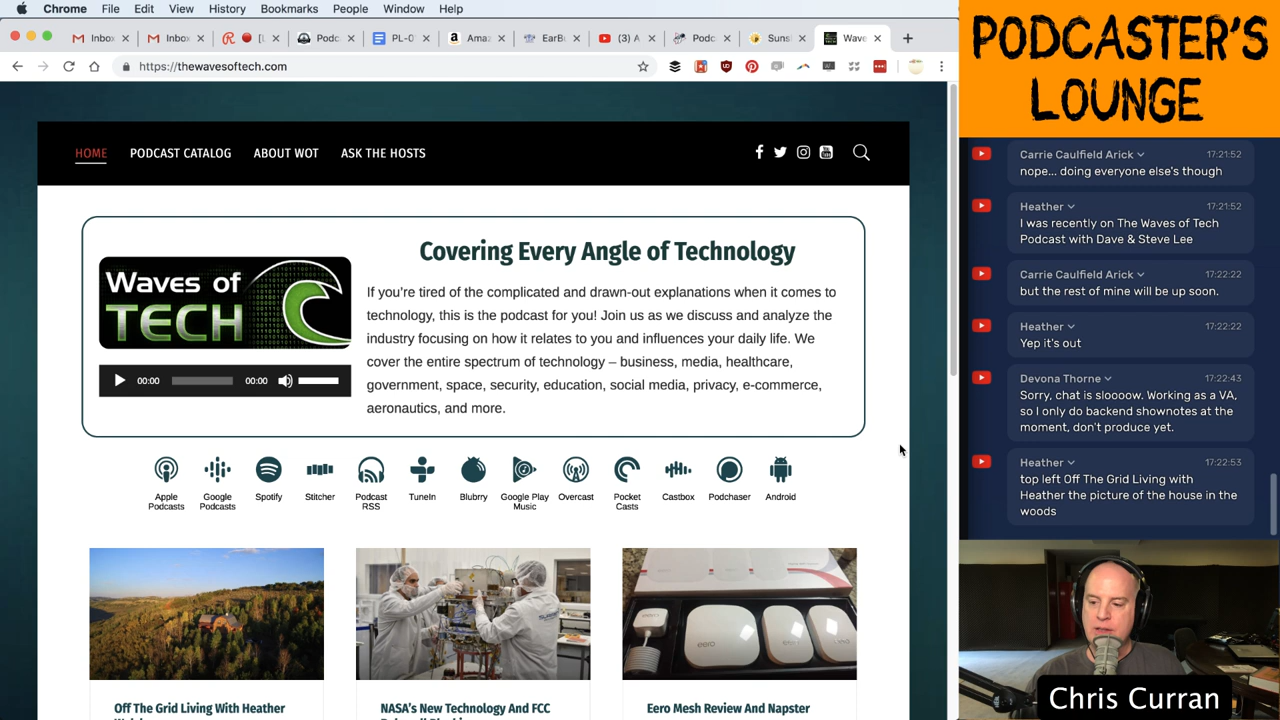 Chrome File Edit View History Bookmarks People Window Help
Inbox Inbox Podc PL-0 Amaz EarBu (3) A Podc Suns Wave
https://thewavesoftech.com
HOME PODCAST CATALOG ABOUT WOT ASK THE HOSTS
Covering Every Angle of Technology
Waves of
TECH
If you're tired of the complicated and drawn-out explanations when it comes to
technology, this is the podcast for you! Join us as we discuss and analyze the
industry focusing on how it relates to you and influences your daily life. We
cover the entire spectrum of technology – business, media, healthcare,
government, space, security, education, social media, privacy, e-commerce,
aeronautics, and more.
00:00 00:00
Apple Podcasts
Google Podcasts
Spotify
Stitcher
Podcast RSS
TuneIn
Blubrry
Google Play Music
Overcast
Pocket Casts
Castbox
Podchaser
Android
eero
Off The Grid Living With Heather
NASA's New Technology And FCC
Eero Mesh Review And Napster
PODCASTER'S
LOUNGE
Carrie Caulfield Arick 17:21:52
nope... doing everyone else's though
Heather 17:21:52
I was recently on The Waves of Tech
Podcast with Dave & Steve Lee
Carrie Caulfield Arick 17:22:22
but the rest of mine will be up soon.
Heather 17:22:22
Yep it's out
Devona Thorne 17:22:43
Sorry, chat is sloooow. Working as a VA,
so I only do backend shownotes at the
moment, don't produce yet.
Heather 17:22:53
top left Off The Grid Living with
Heather the picture of the house in the
woods
Chris Curran